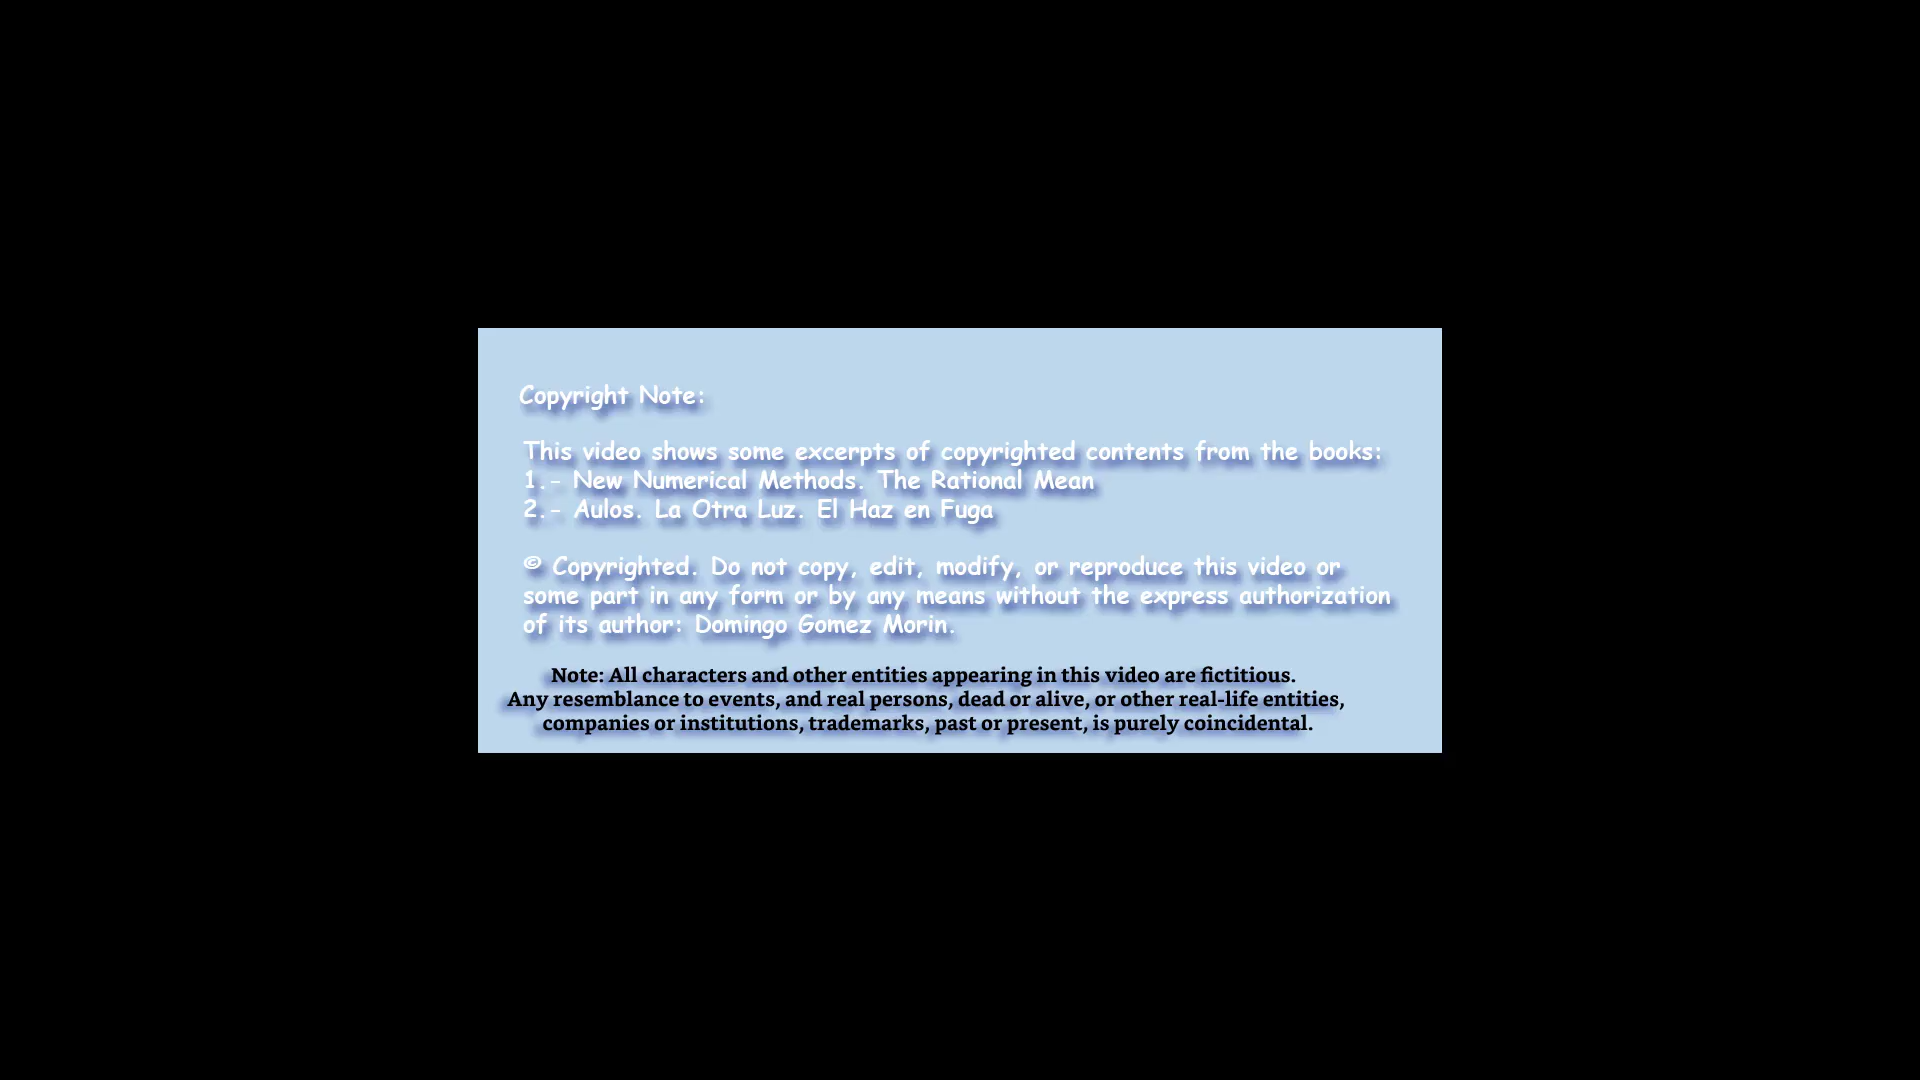 Copyright Note:
This video shows some excerpts of copyrighted contents from the books:
1.- New Numerical Methods. The Rational Mean
2.- Aulos. La Otra Luz. El Haz en Fuga
© Copyrighted. Do not copy, edit, modify, or reproduce this video or
some part in any form or by any means without the express authorization
of its author: Domingo Gomez Morin.
Note: All characters and other entities appearing in this video are fictitious.
Any resemblance to events, and real persons, dead or alive, or other real-life entities,
companies or institutions, trademarks, past or present, is purely coincidental.